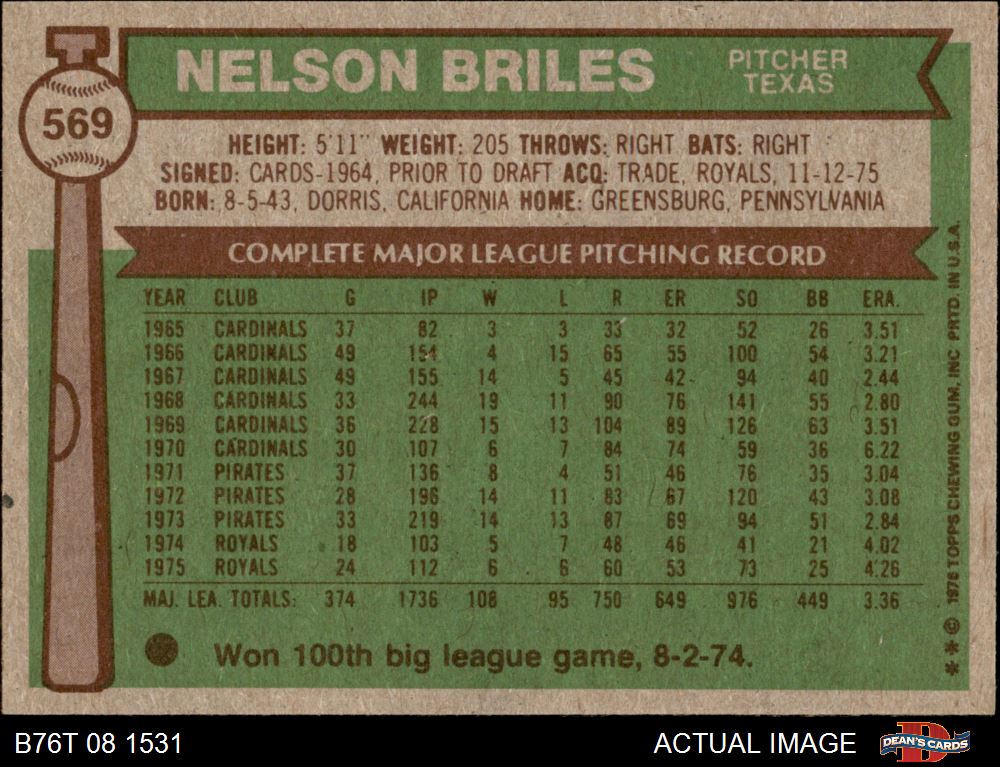 569
NELSON BRILES
PITCHER
TEXAS
HEIGHT: 5'11" WEIGHT: 205 THROWS: RIGHT BATS: RIGHT
SIGNED: CARDS-1964, PRIOR TO DRAFT ACQ: TRADE, ROYALS, 11-12-75
BORN: 8-5-43, DORRIS, CALIFORNIA HOME: GREENSBURG, PENNSYLVANIA
COMPLETE MAJOR LEAGUE PITCHING RECORD
YEAR CLUB G IP W L R ER SO BB ERA.
1965 CARDINALS 37 82 3 3 33 32 52 26 3.51
1966 CARDINALS 49 154 4 15 65 55 100 54 3.21
1967 CARDINALS 49 155 14 5 45 42 94 40 2.44
1968 CARDINALS 33 244 19 11 90 76 141 55 2.80
1969 CARDINALS 36 228 15 13 104 89 126 63 3.51
1970 CARDINALS 30 107 6 7 84 74 59 36 6.22
1971 PIRATES 37 136 8 4 51 46 76 35 3.04
1972 PIRATES 28 196 14 11 83 67 120 43 3.08
1973 PIRATES 33 219 14 13 87 69 94 51 2.84
1974 ROYALS 18 103 5 7 48 46 41 21 4.02
1975 ROYALS 24 112 6 6 60 53 73 25 4.26
MAJ. LEA. TOTALS: 374 1736 108 95 750 649 976 449 3.36
Won 100th big league game, 8-2-74.
**© 1976 TOPPS CHEWING GUM, INC PRTD. IN U.S.A.
B76T 08 1531
ACTUAL IMAGE
DEAN'S CARDS